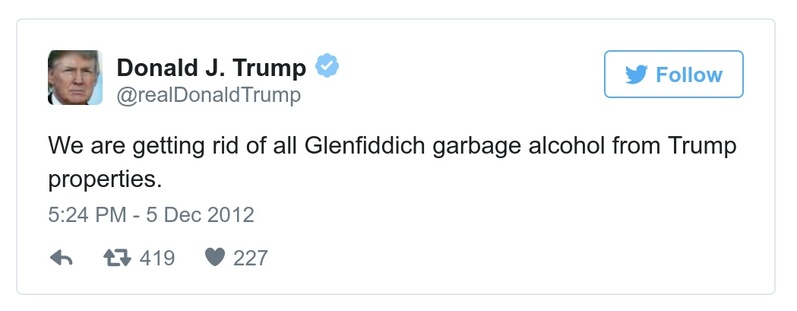 Donald J. Trump
@realDonaldTrump
Follow
We are getting rid of all Glenfiddich garbage alcohol from Trump
properties.
5:24 PM - 5 Dec 2012
419 227